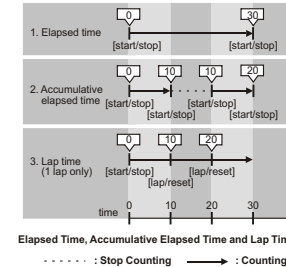 0 30
1. Elapsed time
[start/stop] [start/stop]
0 10 10 20
2. Accumulative
elapsed time
[start/stop] [start/stop]
[start/stop] [start/stop]
0 10 20
3. Lap time
(1 lap only)
[start/stop] [lap/reset]
[lap/reset]
time 0 10 20 30
Elapsed Time, Accumulative Elapsed Time and Lap Tim
: Stop Counting : Counting